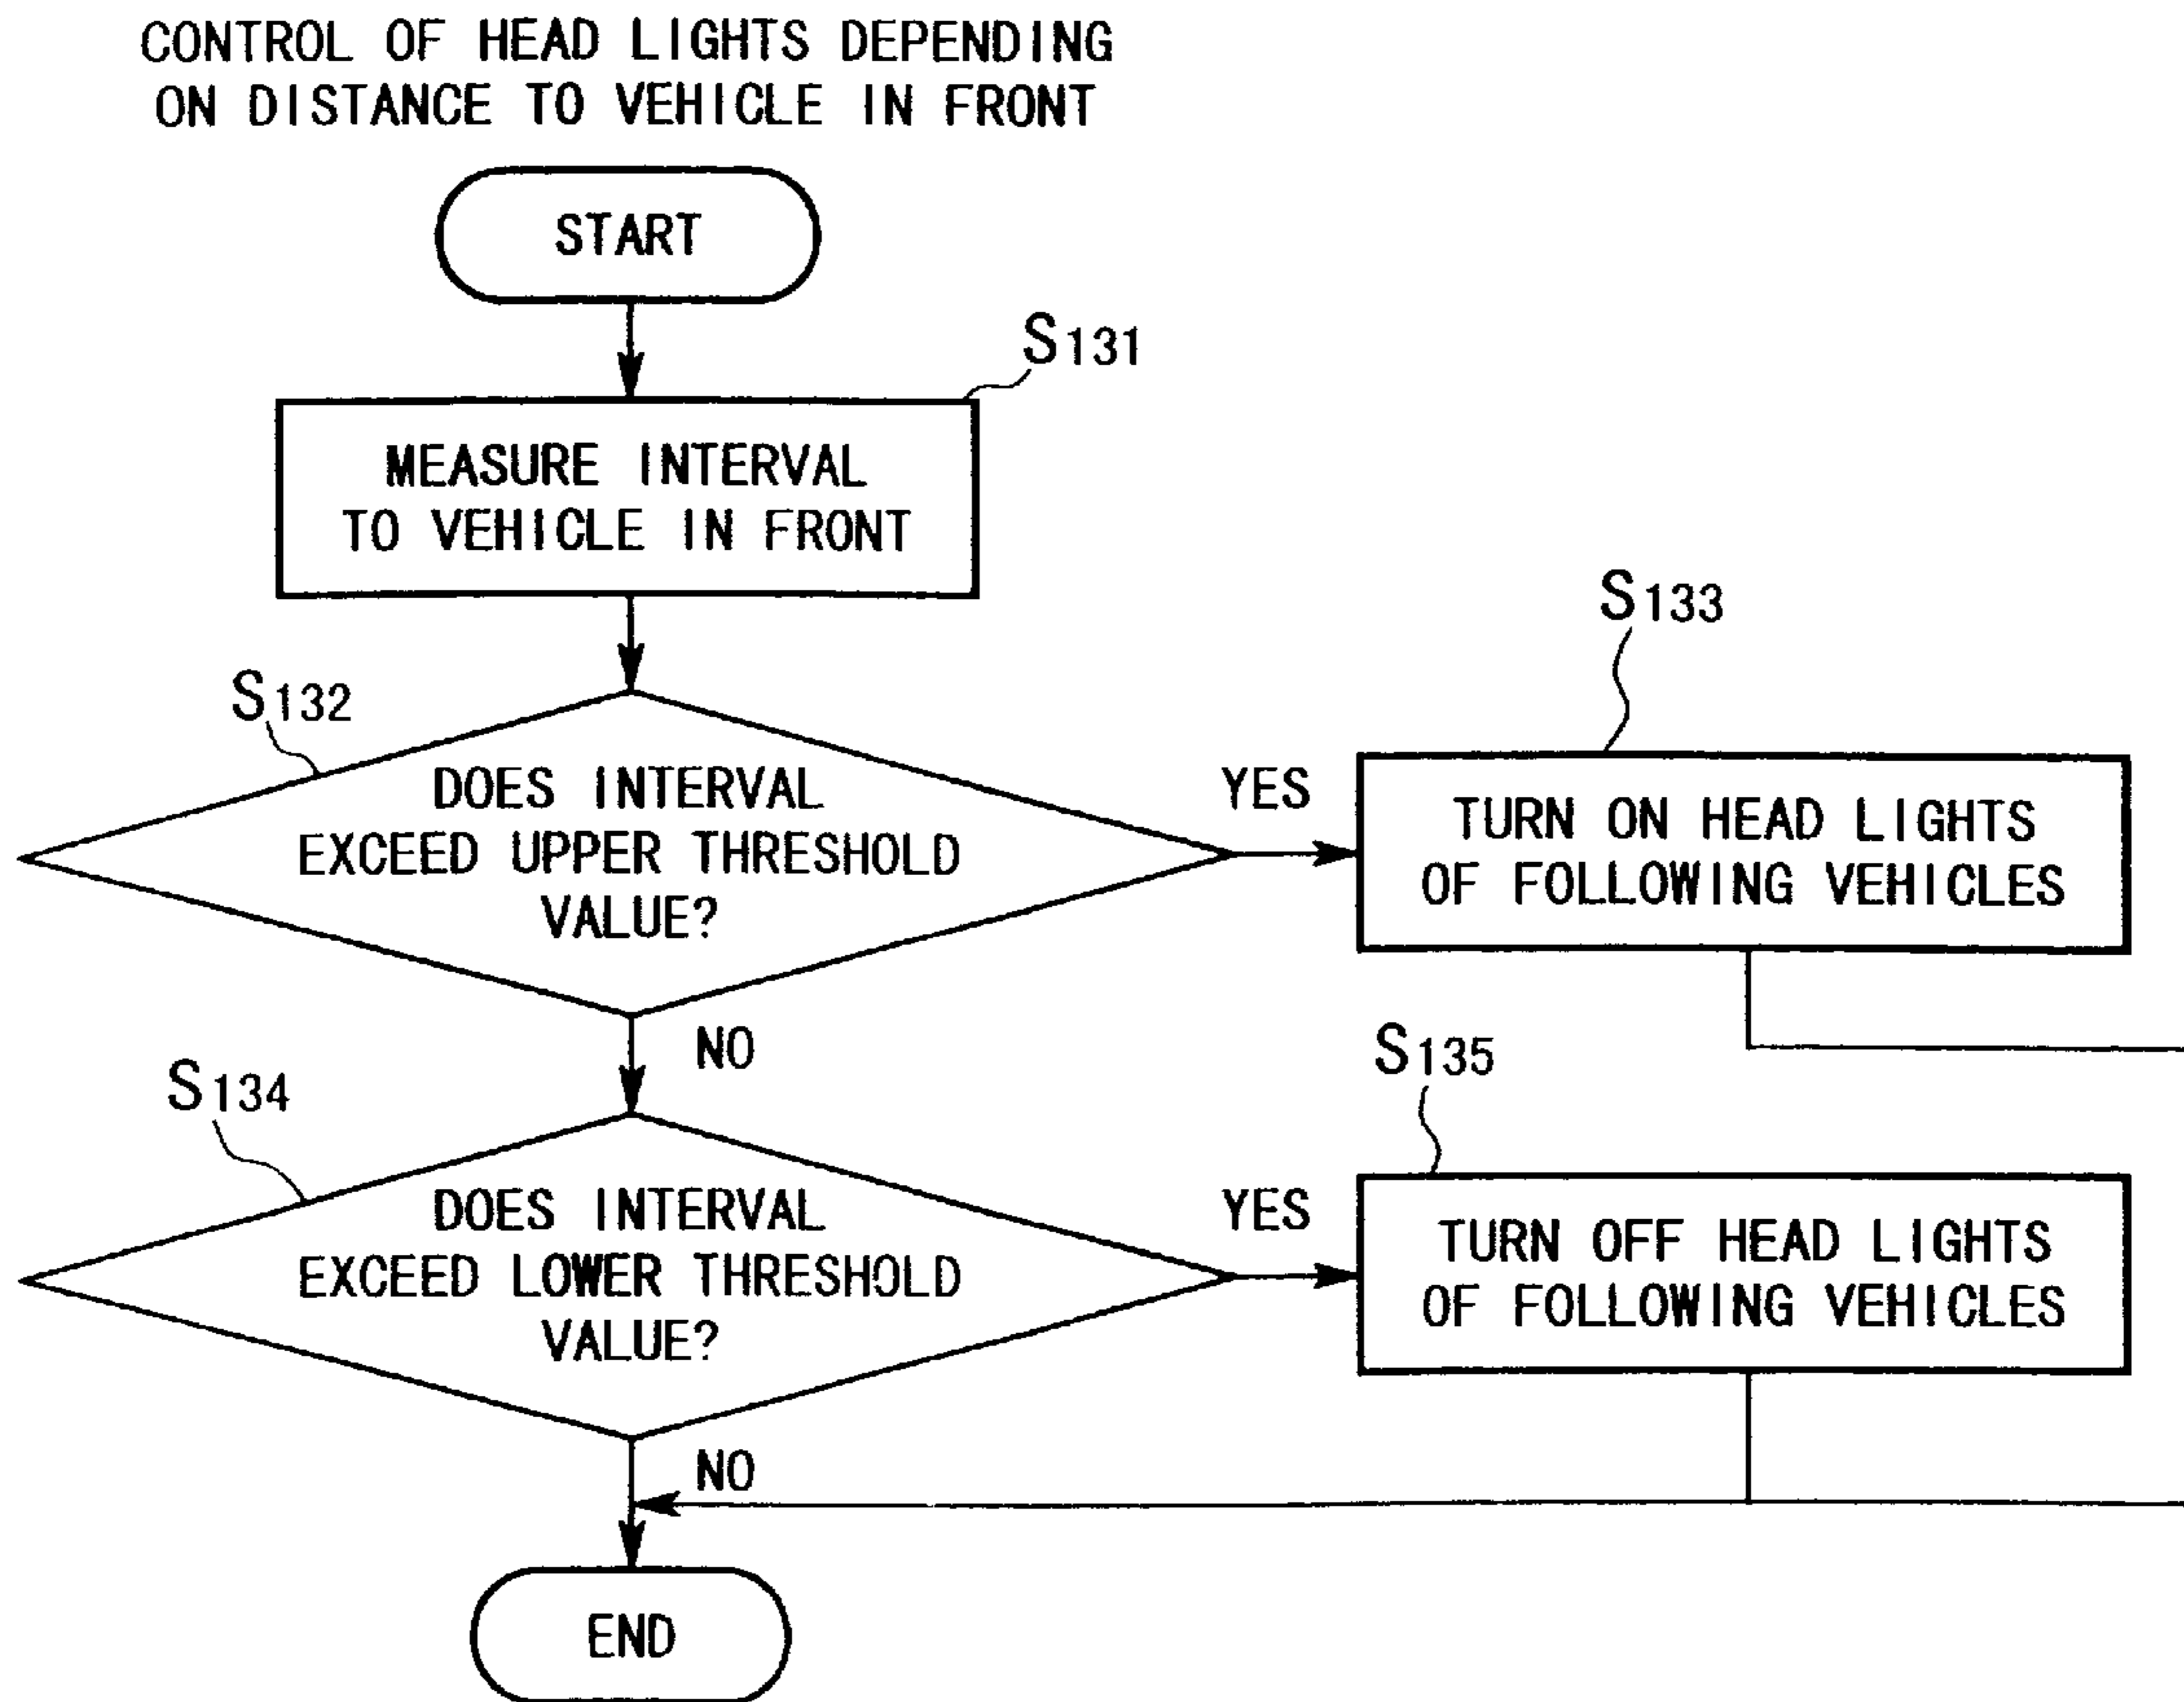 CONTROL OF HEAD LIGHTS DEPENDING
ON DISTANCE TO VEHICLE IN FRONT
START
S131
MEASURE INTERVAL
TO VEHICLE IN FRONT
S132
DOES INTERVAL
EXCEED UPPER THRESHOLD
VALUE?
YES
S133
TURN ON HEAD LIGHTS
OF FOLLOWING VEHICLES
NO
S134
DOES INTERVAL
EXCEED LOWER THRESHOLD
VALUE?
YES
S135
TURN OFF HEAD LIGHTS
OF FOLLOWING VEHICLES
NO
END